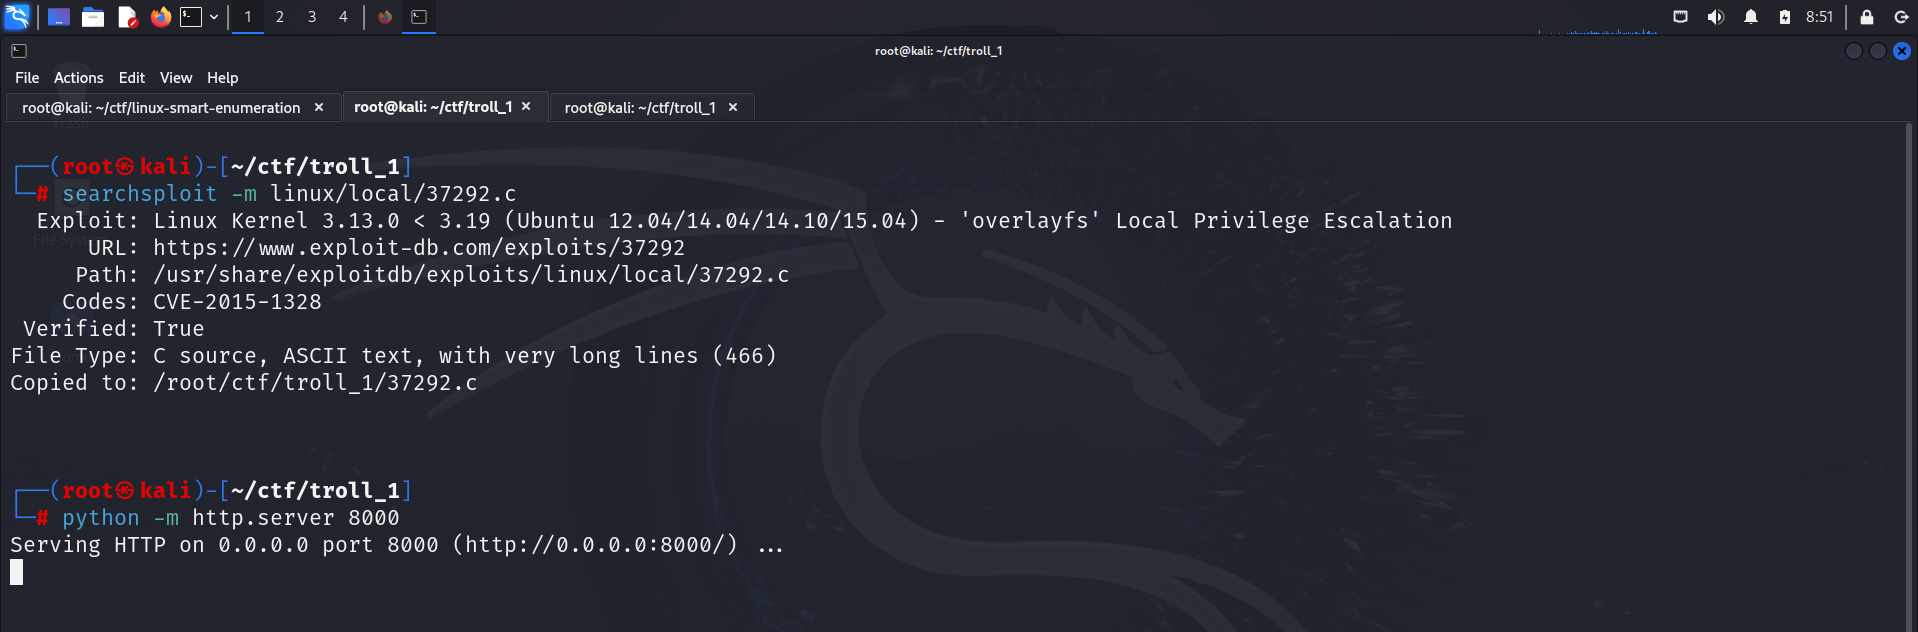 1 2 3 4 8:51
root@kali: ~/ctf/troll_1
File Actions Edit View Help
root@kali: ~/ctf/linux-smart-enumeration × root@kali: ~/ctf/troll_1 × root@kali: ~/ctf/troll_1 ×
Trash
┌──(root㉿kali)-[~/ctf/troll_1]
└─# searchsploit -m linux/local/37292.c
Exploit: Linux Kernel 3.13.0 < 3.19 (Ubuntu 12.04/14.04/14.10/15.04) - 'overlayfs' Local Privilege Escalation
File System
URL: https://www.exploit-db.com/exploits/37292
Path: /usr/share/exploitdb/exploits/linux/local/37292.c
Codes: CVE-2015-1328
Verified: True
File Type: C source, ASCII text, with very long lines (466)
Copied to: /root/ctf/troll_1/37292.c
┌──(root㉿kali)-[~/ctf/troll_1]
└─# python -m http.server 8000
Serving HTTP on 0.0.0.0 port 8000 (http://0.0.0.0:8000/) ...